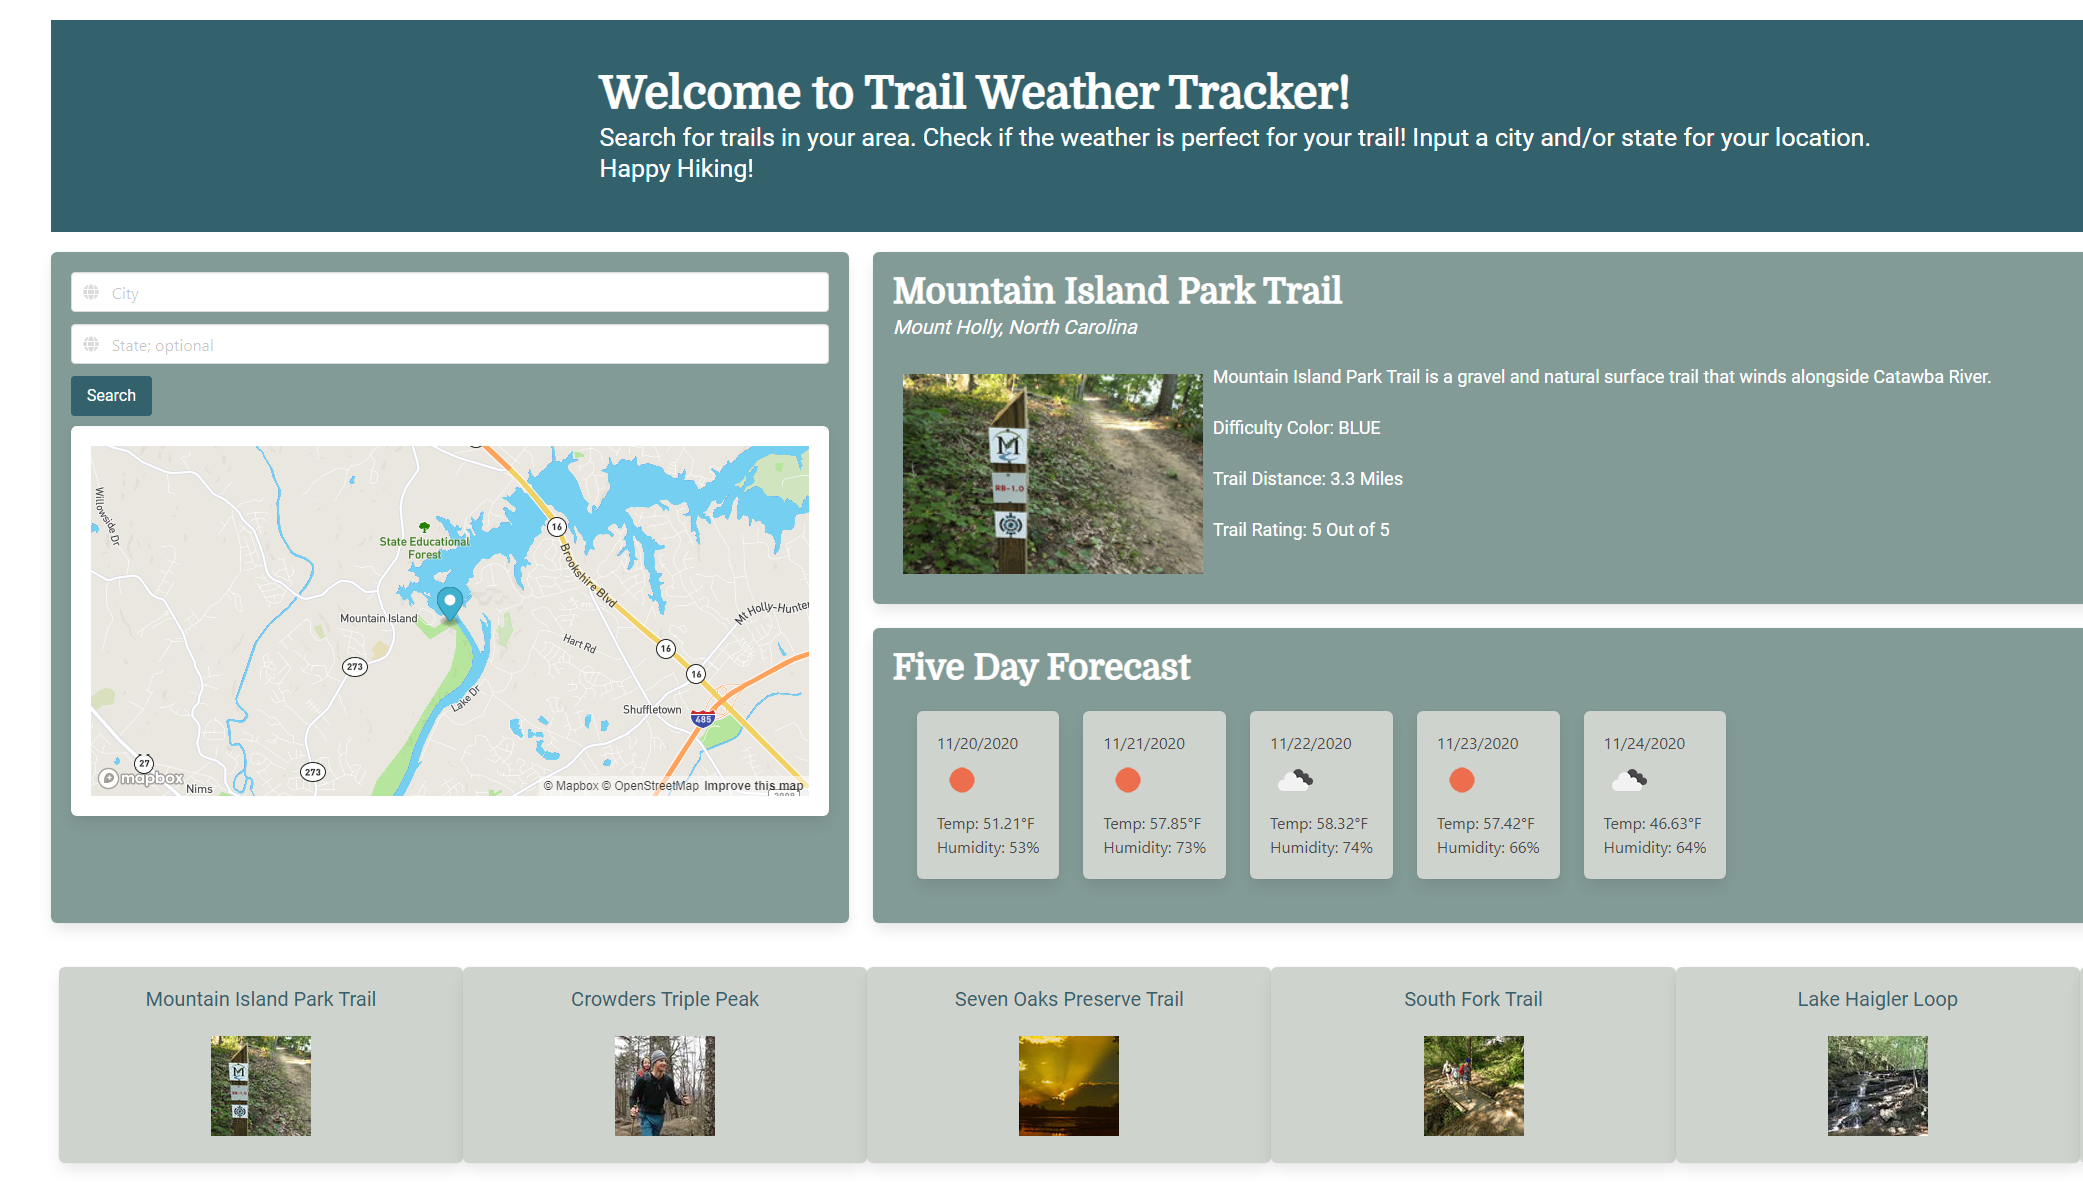 Welcome to Trail Weather Tracker!
Search for trails in your area. Check if the weather is perfect for your trail! Input a city and/or state for your location.
Happy Hiking!
City
State; optional
Search
Willowside Dr
State Educational
Forest
16
Brookshire Blvd
Mountain Island
Mt Holly-Hunter
Hart Rd
16
273
16
Lake Dr
Shuffletown
485
27
273
mapbox
Nims
© Mapbox © OpenStreetMap Improve this map
Mountain Island Park Trail
Mount Holly, North Carolina
M
RB-1.0
Mountain Island Park Trail is a gravel and natural surface trail that winds alongside Catawba River.
Difficulty Color: BLUE
Trail Distance: 3.3 Miles
Trail Rating: 5 Out of 5
Five Day Forecast
11/20/2020
Temp: 51.21°F
Humidity: 53%
11/21/2020
Temp: 57.85°F
Humidity: 73%
11/22/2020
Temp: 58.32°F
Humidity: 74%
11/23/2020
Temp: 57.42°F
Humidity: 66%
11/24/2020
Temp: 46.63°F
Humidity: 64%
Mountain Island Park Trail
M
Crowders Triple Peak
Seven Oaks Preserve Trail
South Fork Trail
Lake Haigler Loop